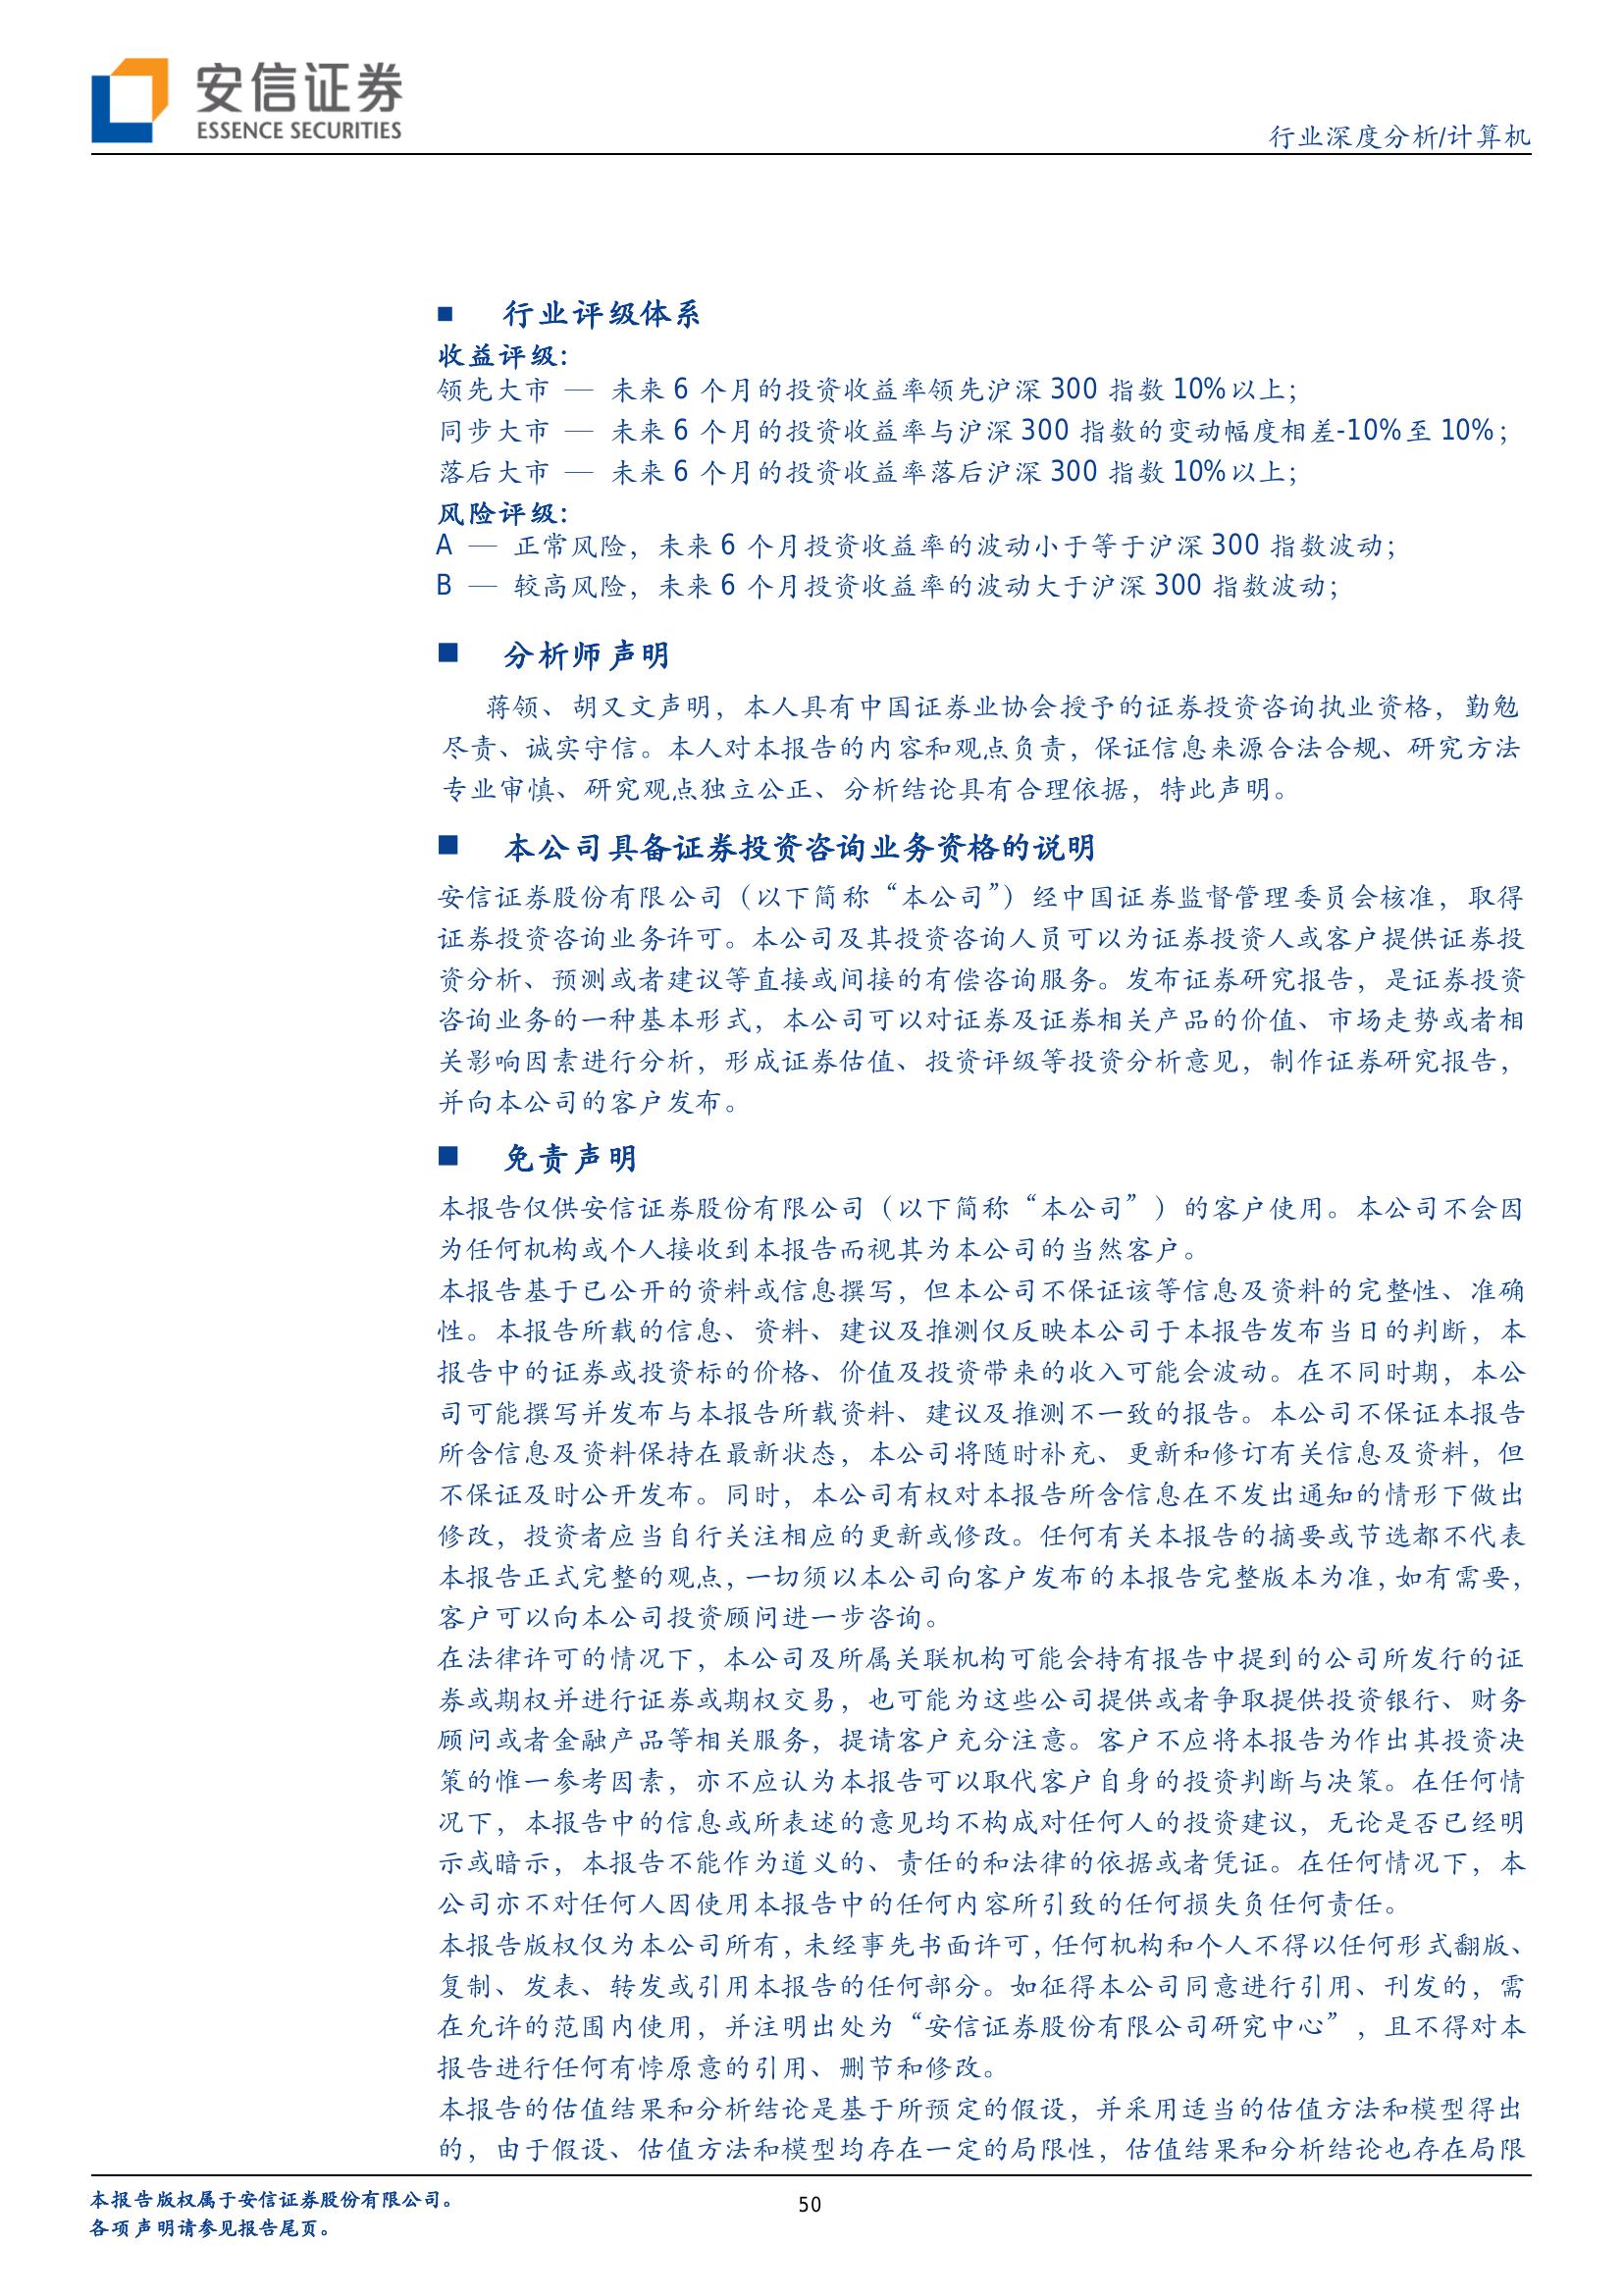 安信证券
ESSENCE SECURITIES
行业深度分析/计算机
■ 行业评级体系
收益评级：
领先大市 — 未来 6 个月的投资收益率领先沪深 300 指数 10%以上；
同步大市 — 未来 6 个月的投资收益率与沪深 300 指数的变动幅度相差-10%至 10%；
落后大市 — 未来 6 个月的投资收益率落后沪深 300 指数 10%以上；
风险评级：
A — 正常风险，未来 6 个月投资收益率的波动小于等于沪深 300 指数波动；
B — 较高风险，未来 6 个月投资收益率的波动大于沪深 300 指数波动；
■ 分析师声明
蒋领、胡又文声明，本人具有中国证券业协会授予的证券投资咨询执业资格，勤勉
尽责、诚实守信。本人对本报告的内容和观点负责，保证信息来源合法合规、研究方法
专业审慎、研究观点独立公正、分析结论具有合理依据，特此声明。
■ 本公司具备证券投资咨询业务资格的说明
安信证券股份有限公司（以下简称“本公司”）经中国证券监督管理委员会核准，取得
证券投资咨询业务许可。本公司及其投资咨询人员可以为证券投资人或客户提供证券投
资分析、预测或者建议等直接或间接的有偿咨询服务。发布证券研究报告，是证券投资
咨询业务的一种基本形式，本公司可以对证券及证券相关产品的价值、市场走势或者相
关影响因素进行分析，形成证券估值、投资评级等投资分析意见，制作证券研究报告，
并向本公司的客户发布。
■ 免责声明
本报告仅供安信证券股份有限公司（以下简称“本公司”）的客户使用。本公司不会因
为任何机构或个人接收到本报告而视其为本公司的当然客户。
本报告基于已公开的资料或信息撰写，但本公司不保证该等信息及资料的完整性、准确
性。本报告所载的信息、资料、建议及推测仅反映本公司于本报告发布当日的判断，本
报告中的证券或投资标的价格、价值及投资带来的收入可能会波动。在不同时期，本公
司可能撰写并发布与本报告所载资料、建议及推测不一致的报告。本公司不保证本报告
所含信息及资料保持在最新状态，本公司将随时补充、更新和修订有关信息及资料，但
不保证及时公开发布。同时，本公司有权对本报告所含信息在不发出通知的情形下做出
修改，投资者应当自行关注相应的更新或修改。任何有关本报告的摘要或节选都不代表
本报告正式完整的观点，一切须以本公司向客户发布的本报告完整版本为准，如有需要，
客户可以向本公司投资顾问进一步咨询。
在法律许可的情况下，本公司及所属关联机构可能会持有报告中提到的公司所发行的证
券或期权并进行证券或期权交易，也可能为这些公司提供或者争取提供投资银行、财务
顾问或者金融产品等相关服务，提请客户充分注意。客户不应将本报告为作出其投资决
策的惟一参考因素，亦不应认为本报告可以取代客户自身的投资判断与决策。在任何情
况下，本报告中的信息或所表述的意见均不构成对任何人的投资建议，无论是否已经明
示或暗示，本报告不能作为道义的、责任的和法律的依据或者凭证。在任何情况下，本
公司亦不对任何人因使用本报告中的任何内容所引致的任何损失负任何责任。
本报告版权仅为本公司所有，未经事先书面许可，任何机构和个人不得以任何形式翻版、
复制、发表、转发或引用本报告的任何部分。如征得本公司同意进行引用、刊发的，需
在允许的范围内使用，并注明出处为“安信证券股份有限公司研究中心”，且不得对本
报告进行任何有悖原意的引用、删节和修改。
本报告的估值结果和分析结论是基于所预定的假设，并采用适当的估值方法和模型得出
的，由于假设、估值方法和模型均存在一定的局限性，估值结果和分析结论也存在局限
本报告版权属于安信证券股份有限公司。
各项声明请参见报告尾页。
50